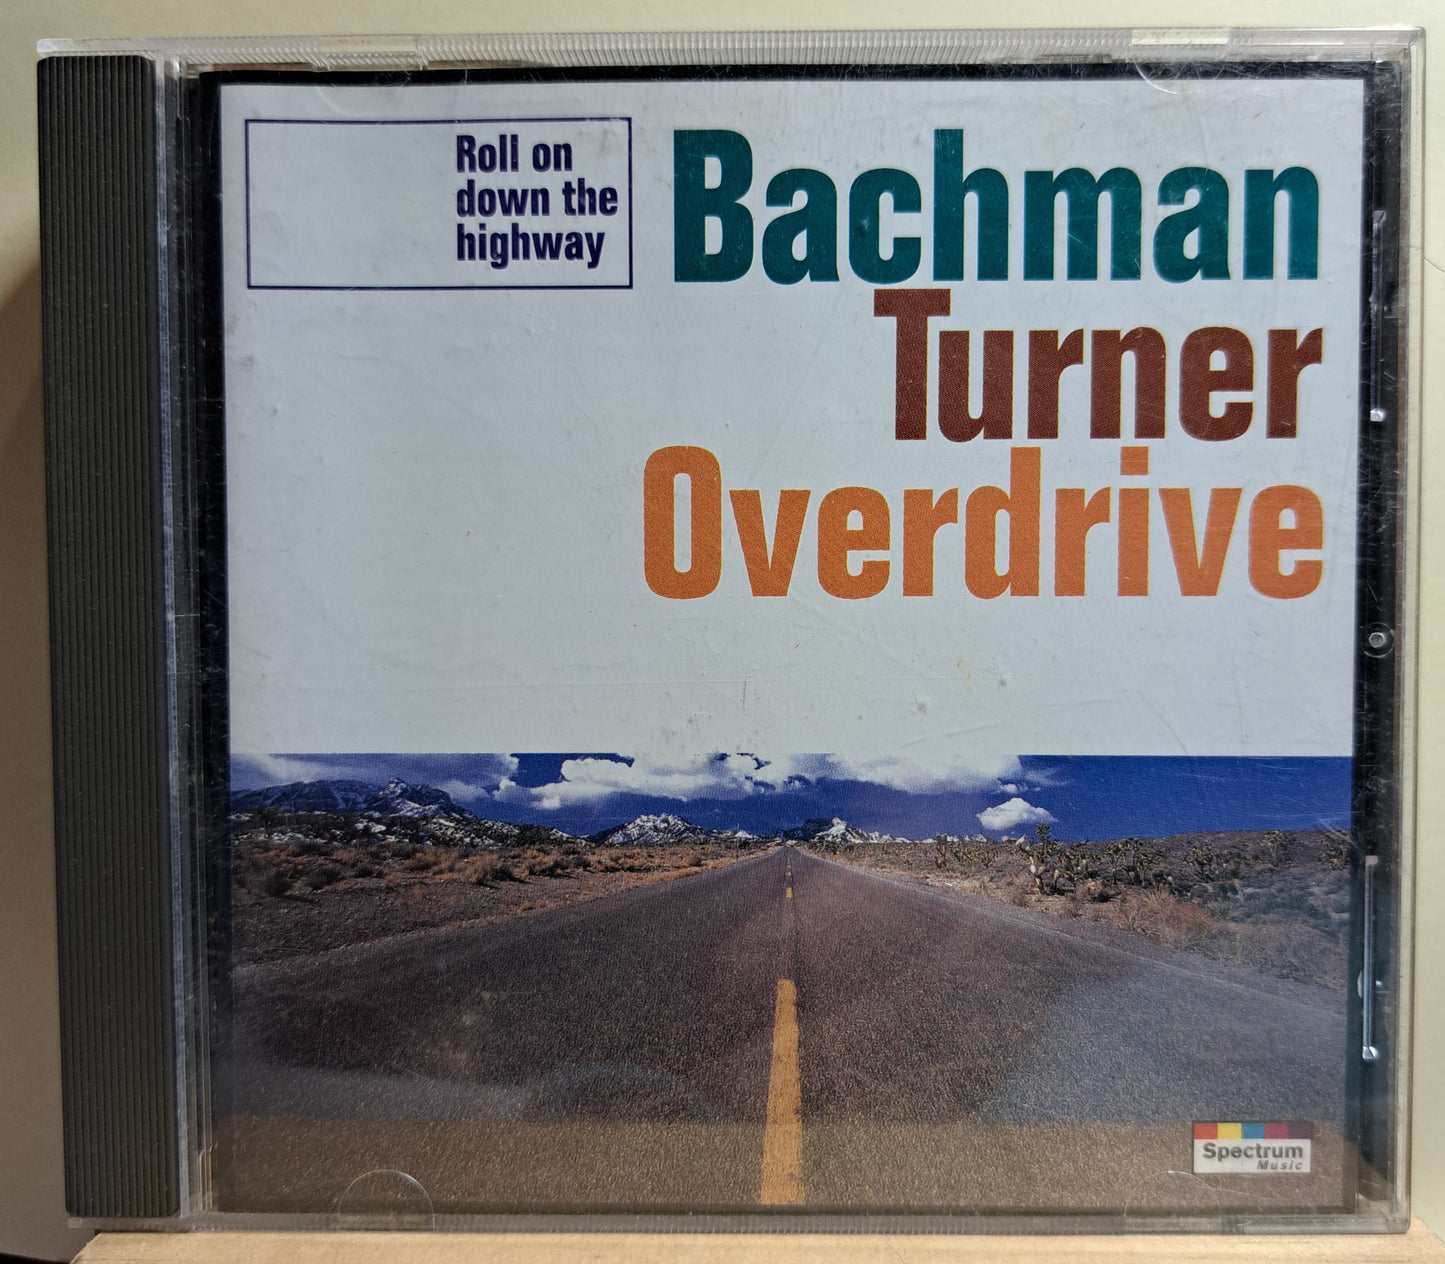 Roll on
down the
highway
Bachman
Turner
Overdrive
Spectrum
Music